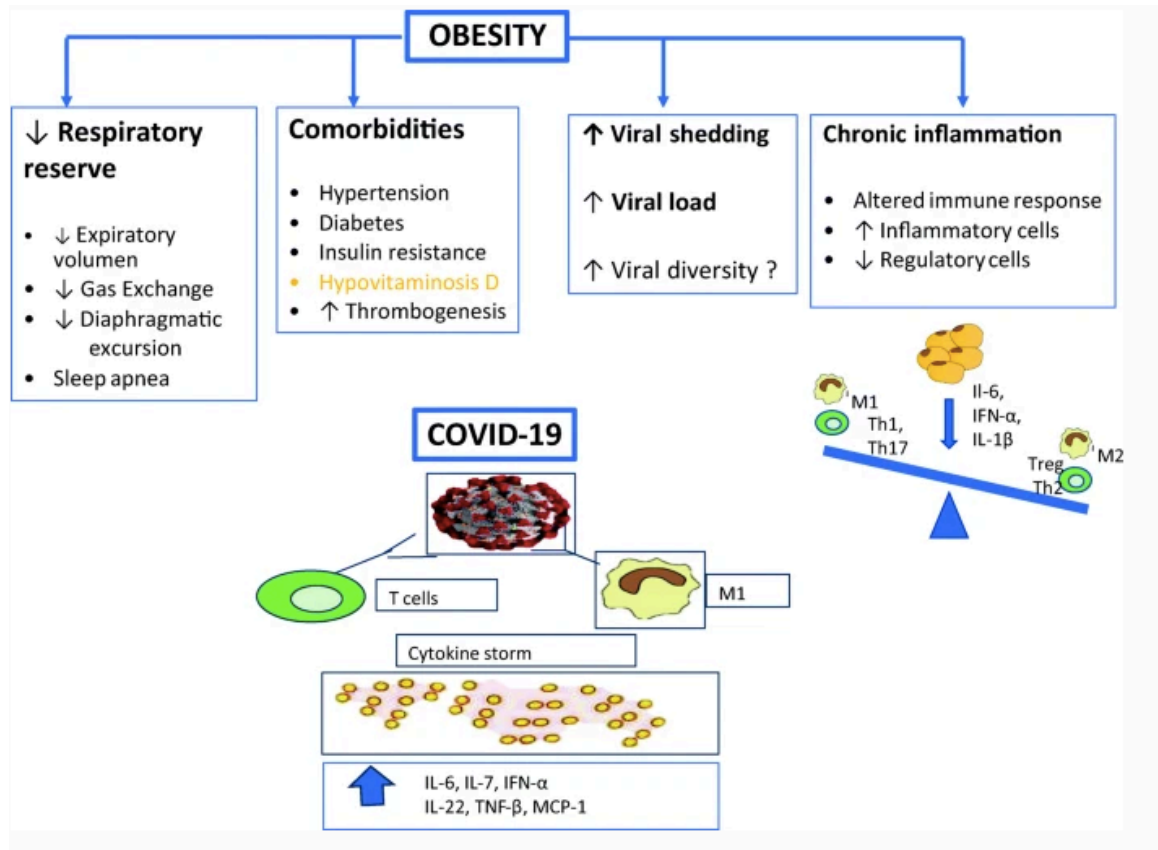 OBESITY
↓ Respiratory
reserve
• ↓ Expiratory
volumen
• ↓ Gas Exchange
• ↓ Diaphragmatic
excursion
• Sleep apnea
Comorbidities
• Hypertension
• Diabetes
• Insulin resistance
• Hypovitaminosis D
• ↑ Thrombogenesis
↑ Viral shedding
↑ Viral load
↑ Viral diversity ?
Chronic inflammation
• Altered immune response
• ↑ Inflammatory cells
• ↓ Regulatory cells
M1
Th1,
Th17
Il-6,
IFN-α,
IL-1β
M2
Treg
Th2
COVID-19
T cells
M1
Cytokine storm
IL-6, IL-7, IFN-α
IL-22, TNF-β, MCP-1